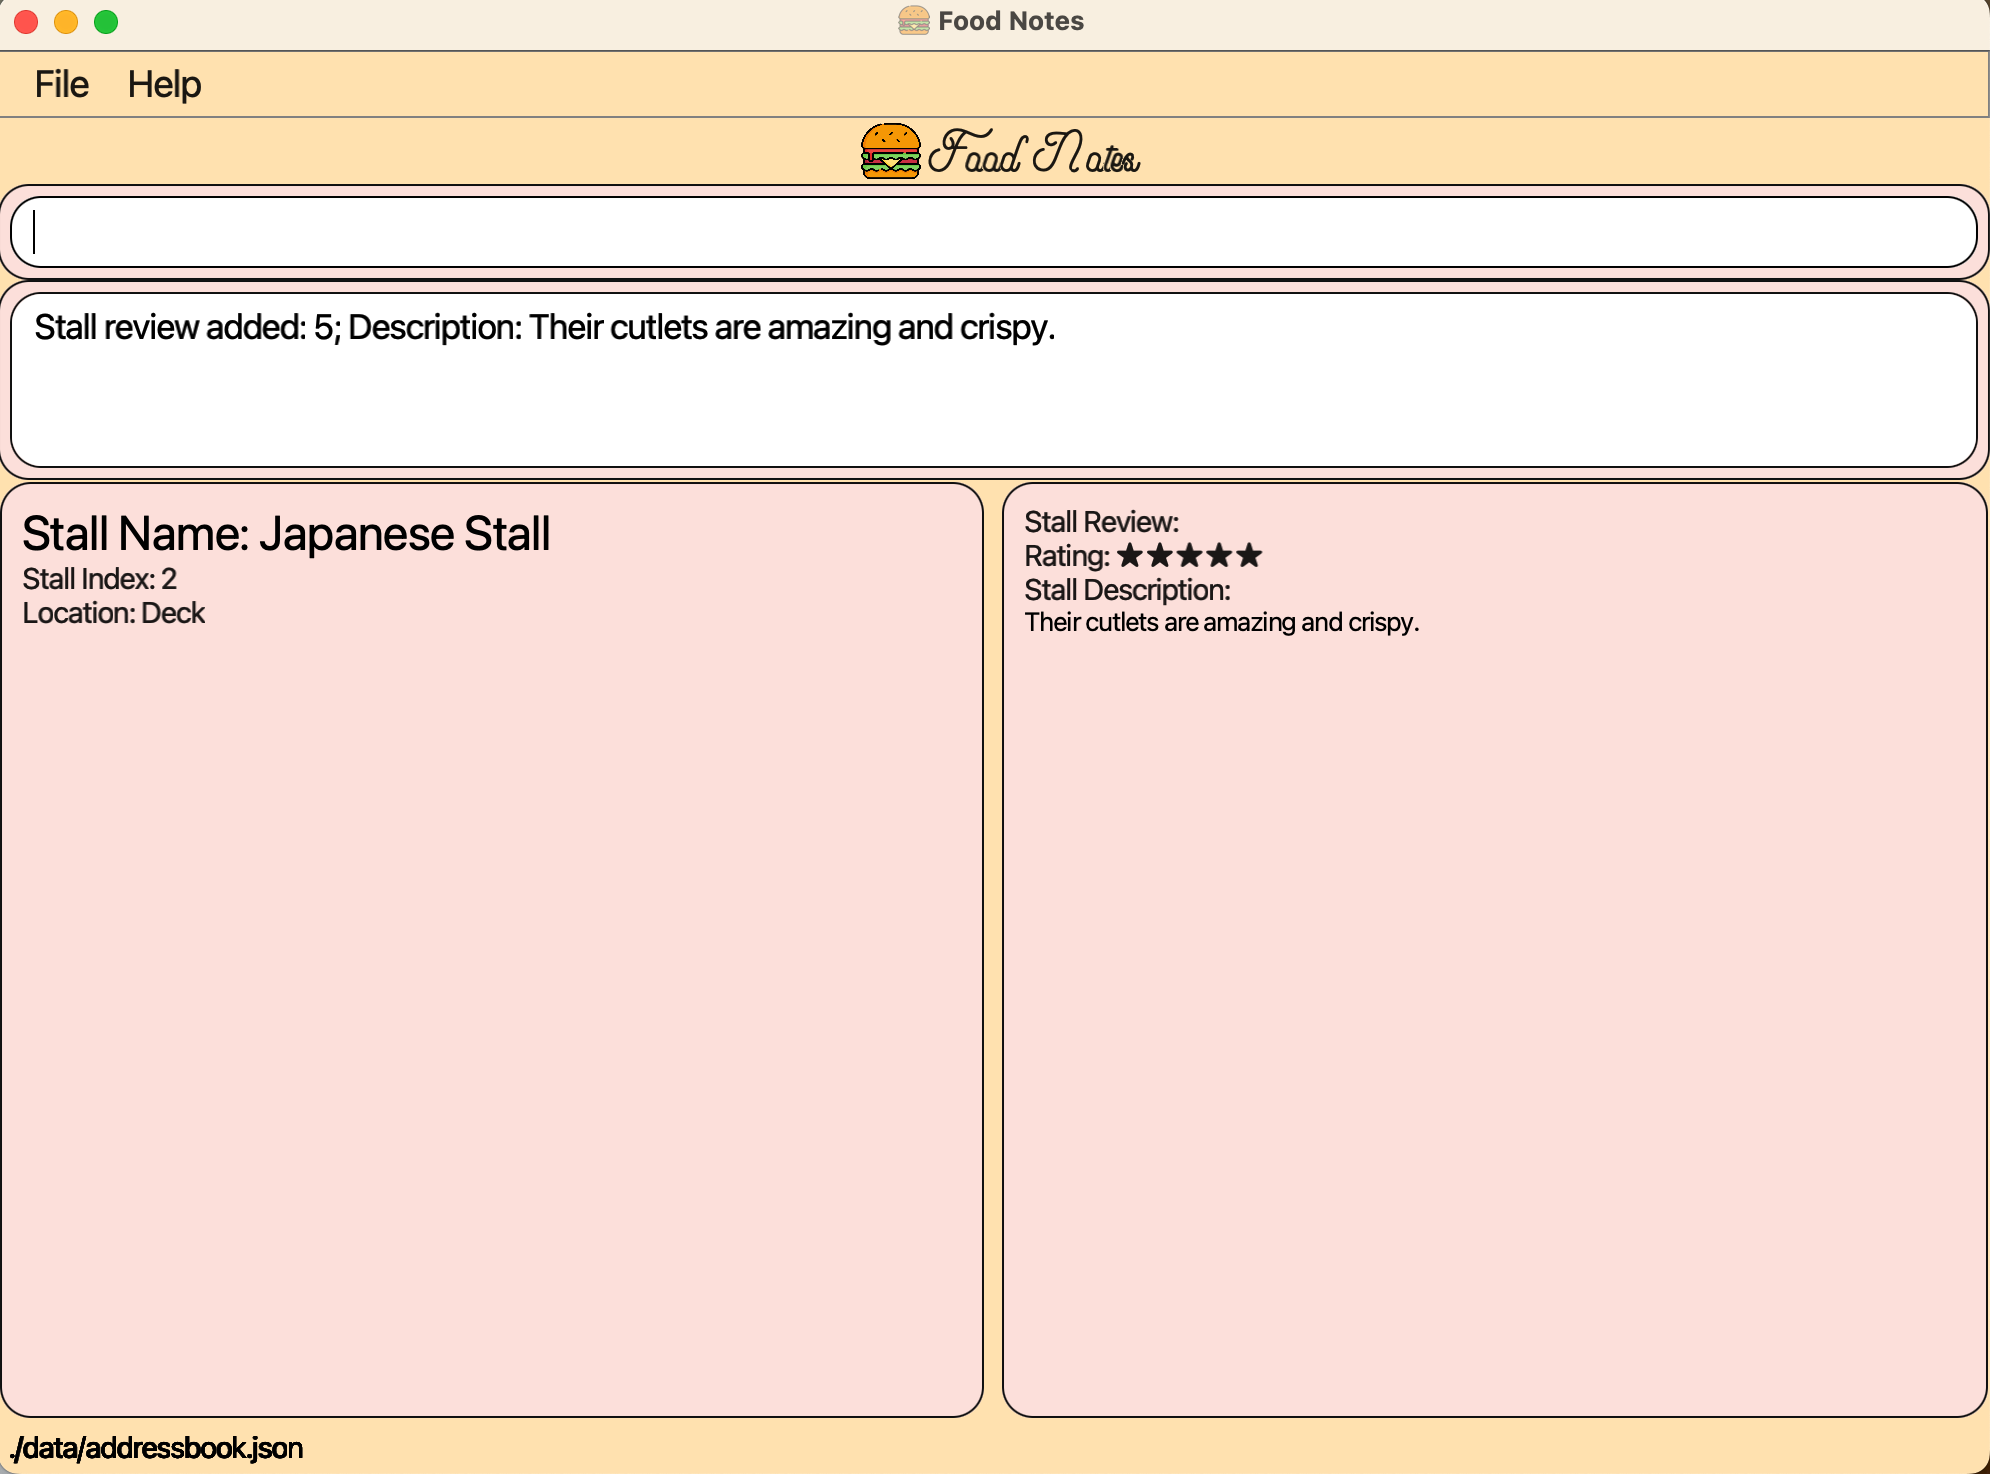 Food Notes
File Help
Food Notes
Stall review added: 5; Description: Their cutlets are amazing and crispy.
Stall Name: Japanese Stall
Stall Index: 2
Location: Deck
Stall Review:
Rating: ★★★★★
Stall Description:
Their cutlets are amazing and crispy.
./data/addressbook.json